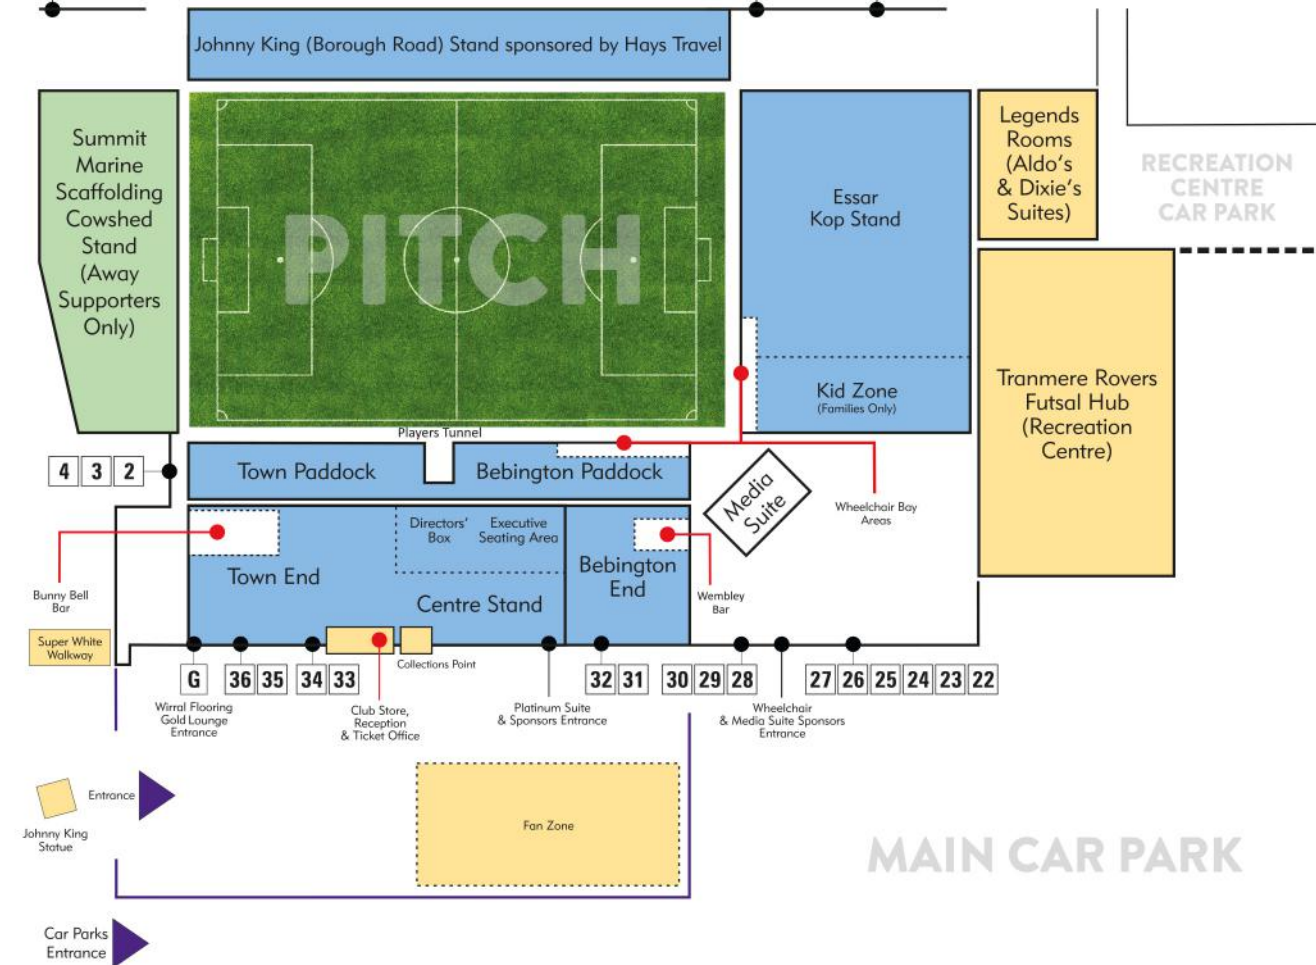 Johnny King (Borough Road) Stand sponsored by Hays Travel
Summit
Marine
Scaffolding
Cowshed
Stand
(Away
Supporters
Only)
PITCH
Essar
Kop Stand
Kid Zone
(Families Only)
Legends
Rooms
(Aldo's
& Dixie's
Suites)
RECREATION
CENTRE
CAR PARK
Tranmere Rovers
Futsal Hub
(Recreation
Centre)
Players Tunnel
4 3 2
Town Paddock
Bebington Paddock
Media
Suite
Wheelchair Bay
Areas
Directors'
Box
Executive
Seating Area
Town End
Centre Stand
Bebington
End
Bunny Bell
Bar
Wembley
Bar
Super White
Walkway
Collections Point
G 36 35 34 33 32 31 30 29 28 27 26 25 24 23 22
Wirral Flooring
Gold Lounge
Entrance
Club Store,
Reception
& Ticket Office
Platinum Suite
& Sponsors Entrance
Wheelchair
& Media Suite Sponsors
Entrance
Entrance
Johnny King
Statue
Fan Zone
MAIN CAR PARK
Car Parks
Entrance